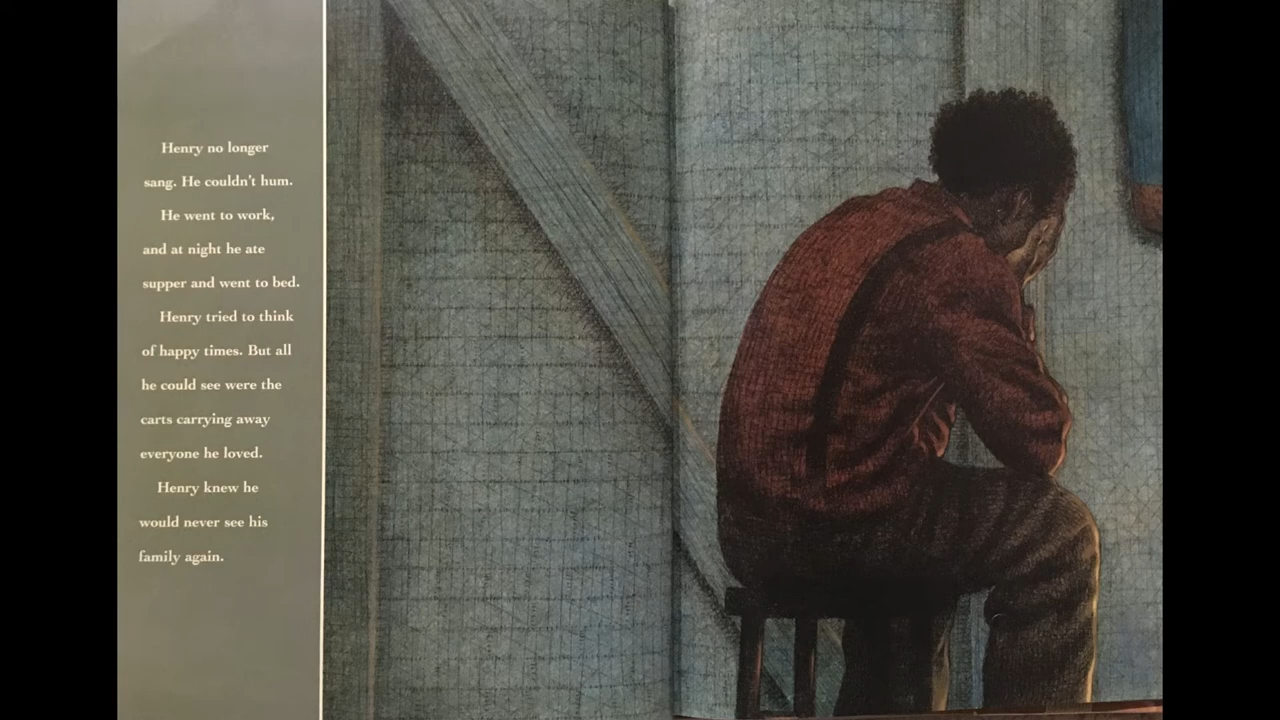 Henry no longer
sang. He couldn't hum.
He went to work,
and at night he ate
supper and went to bed.
Henry tried to think
of happy times. But all
he could see were the
carts carrying away
everyone he loved.
Henry knew he
would never see his
family again.